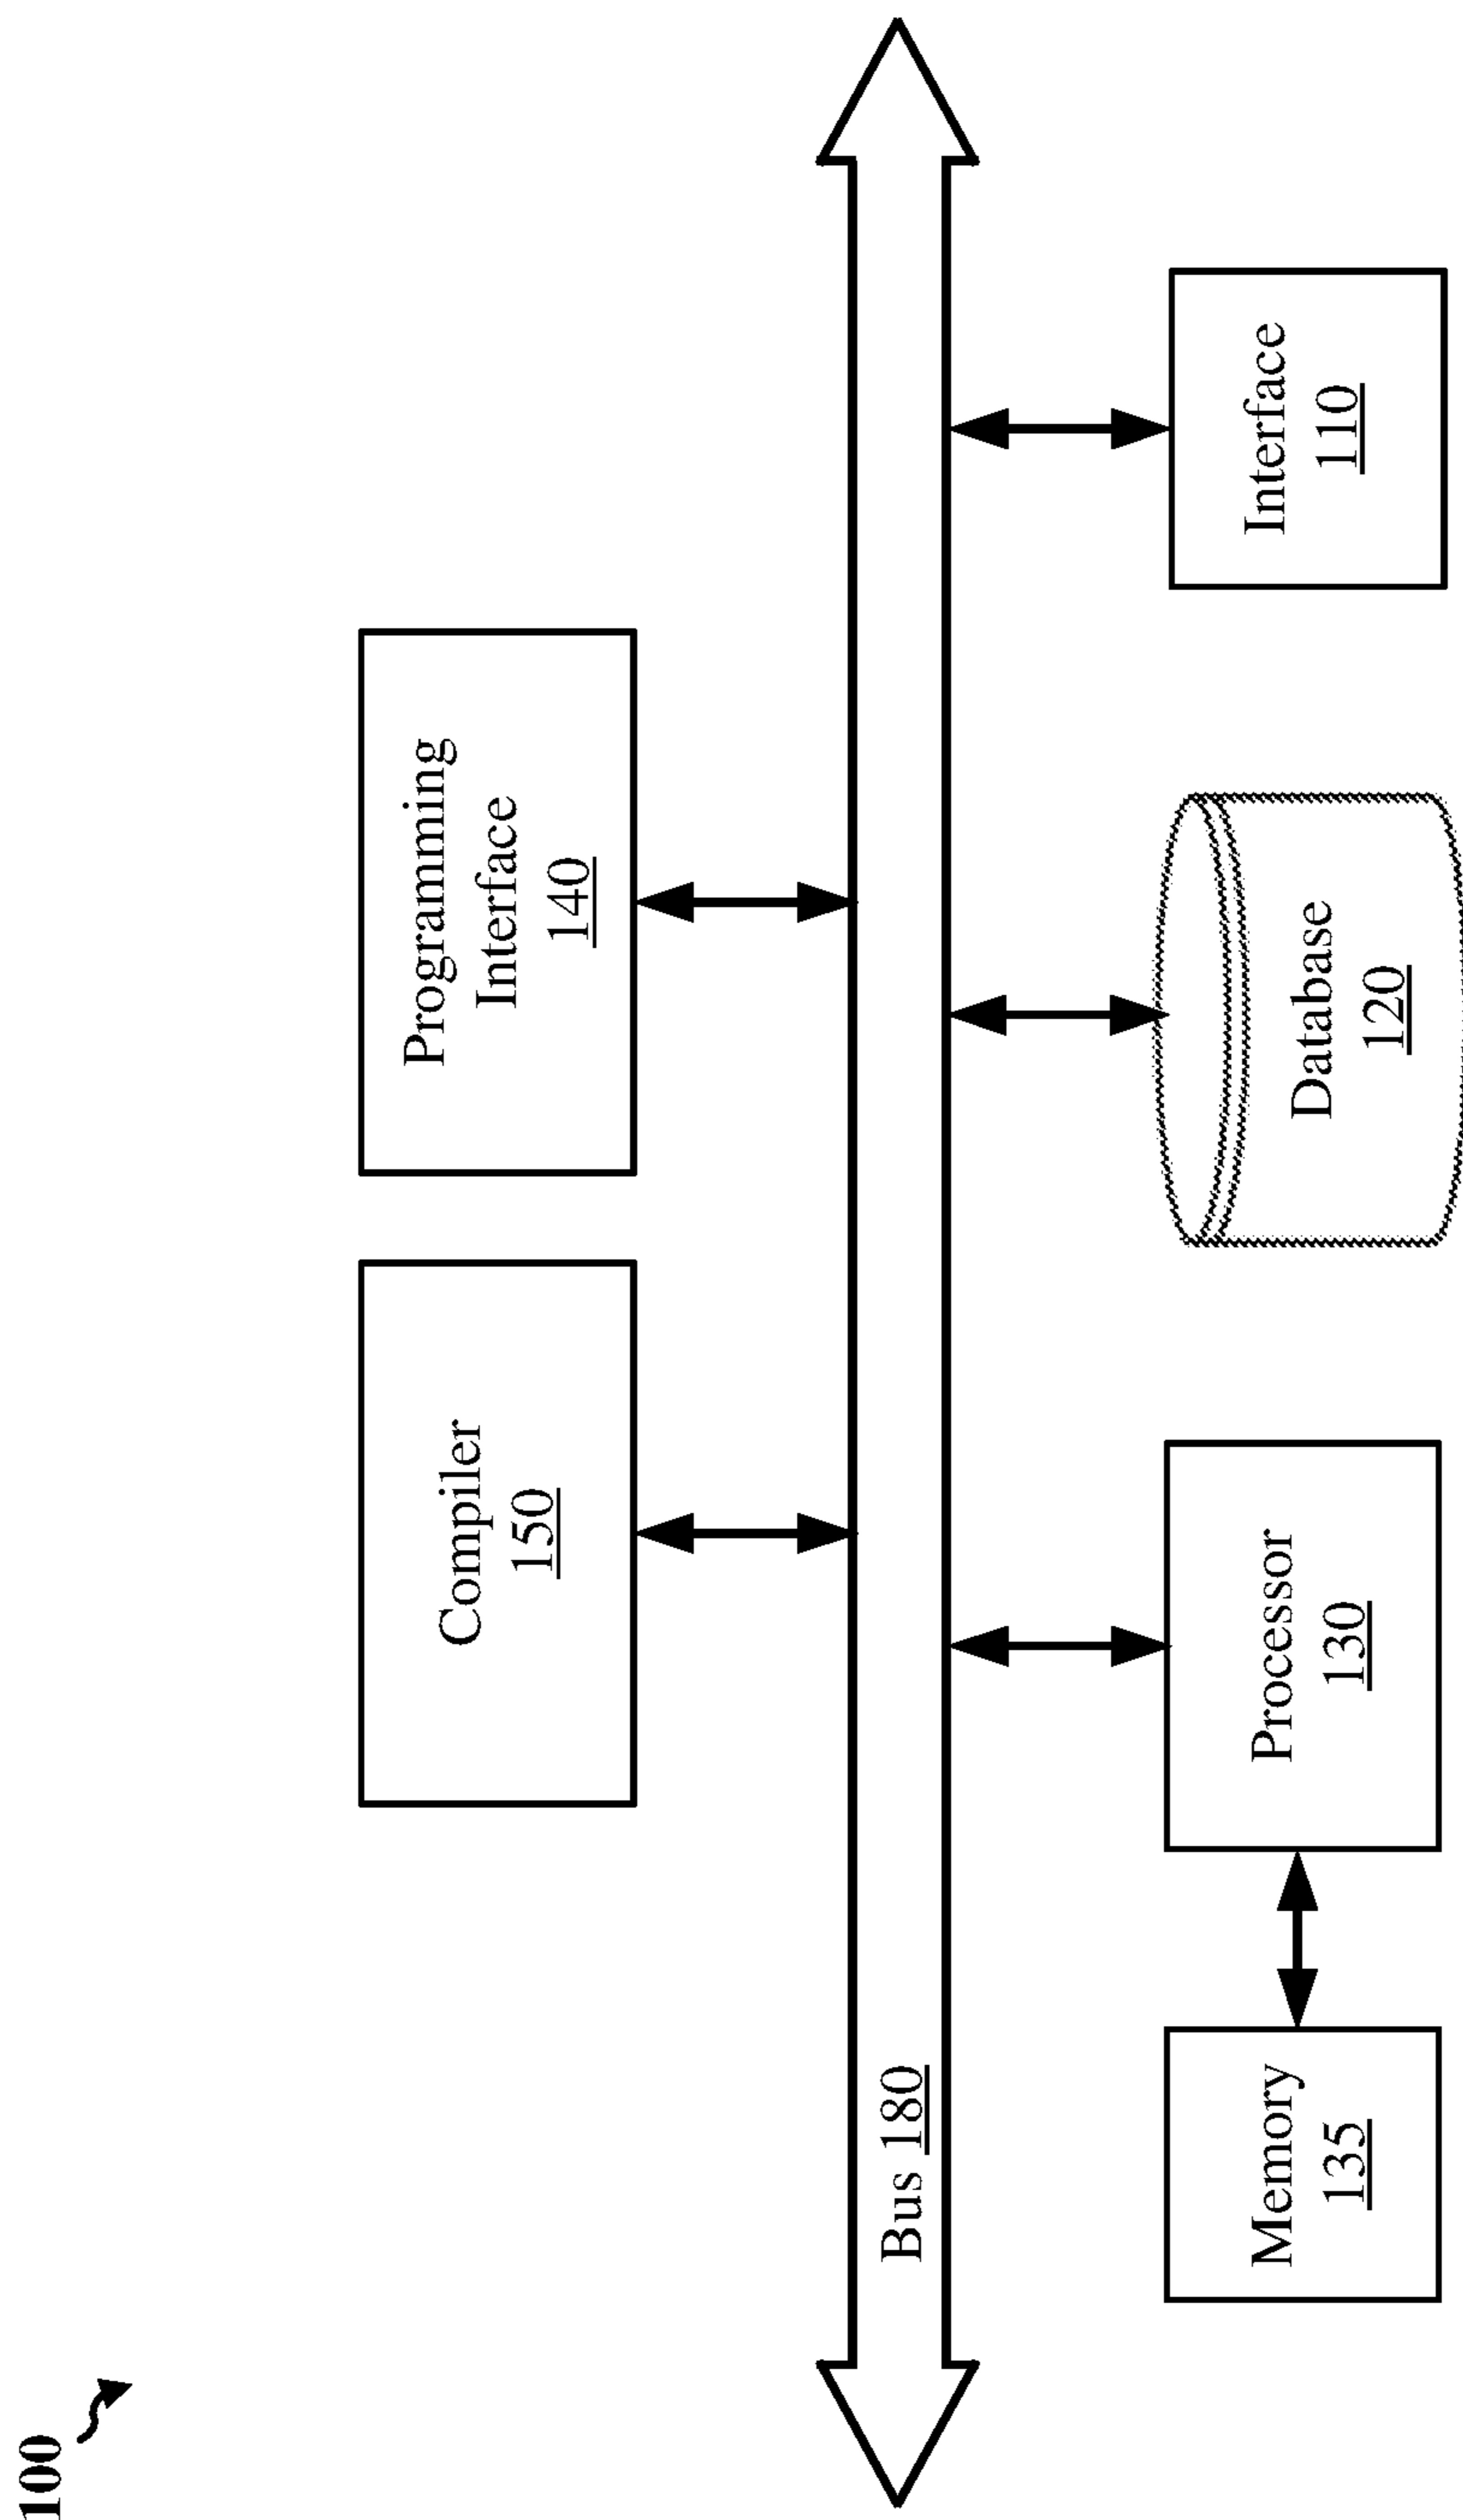 100
Compiler
150
Programming
Interface
140
Bus 180
Memory
135
Processor
130
Database
120
Interface
110